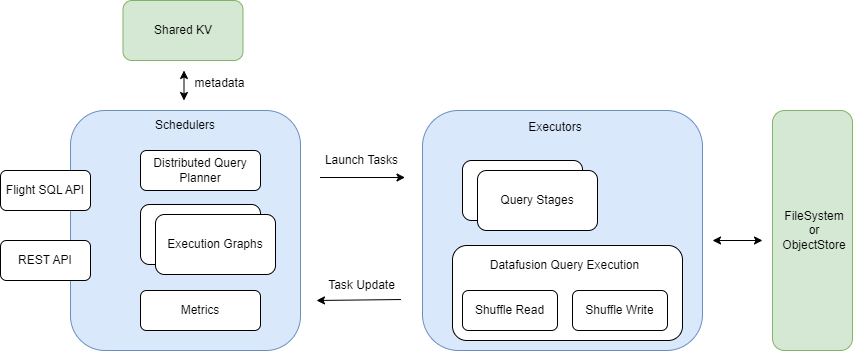 Shared KV
metadata
Schedulers
Executors
Distributed Query
Planner
Launch Tasks
Flight SQL API
Query Stages
FileSystem
or
ObjectStore
Execution Graphs
REST API
Datafusion Query Execution
Task Update
Metrics
Shuffle Read
Shuffle Write